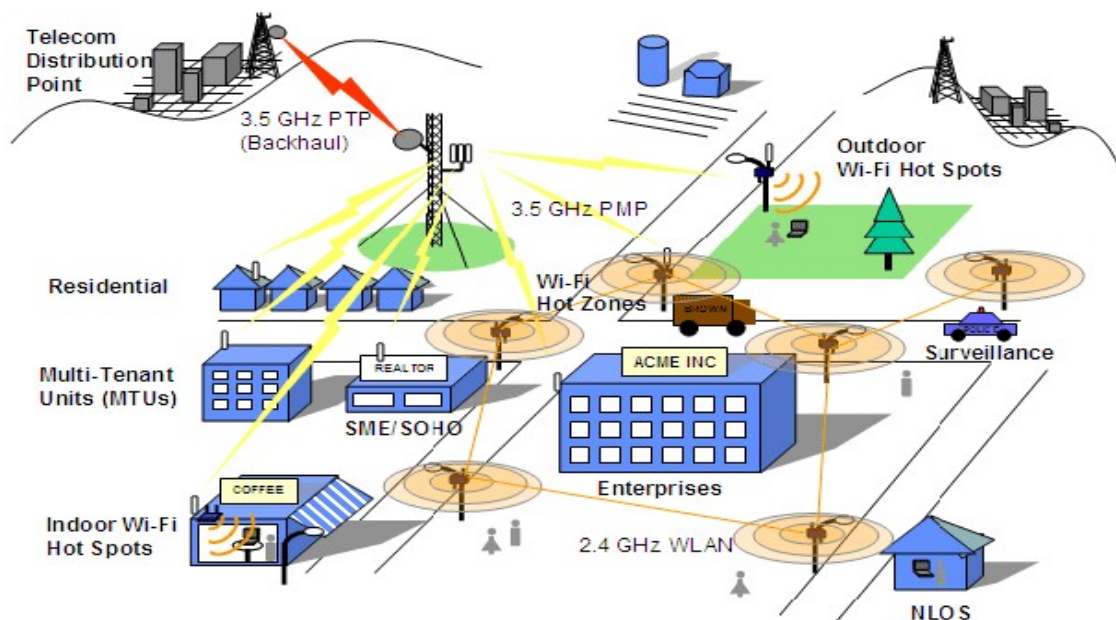 Telecom
Distribution
Point
3.5 GHz PTP
(Backhaul)
Outdoor
Wi-Fi Hot Spots
3.5 GHz PMP
Residential
Wi-Fi
Hot Zones
BROWN
POLICE
Surveillance
Multi-Tenant
Units (MTUs)
REALTOR
ACME INC
SME/SOHO
Enterprises
COFFEE
Indoor Wi-Fi
Hot Spots
2.4 GHz WLAN
NLOS